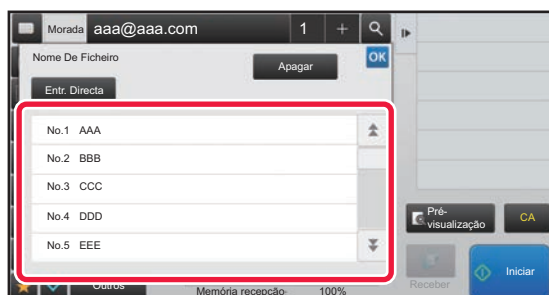 Morada aaa@aaa.com 1 +
Nome De Ficheiro
Apagar
OK
Entr. Directa
No.1 AAA
No.2 BBB
No.3 CCC
No.4 DDD
No.5 EEE
Pré-
visualização
CA
Outros
Memória recepção: 100%
Receber
Iniciar